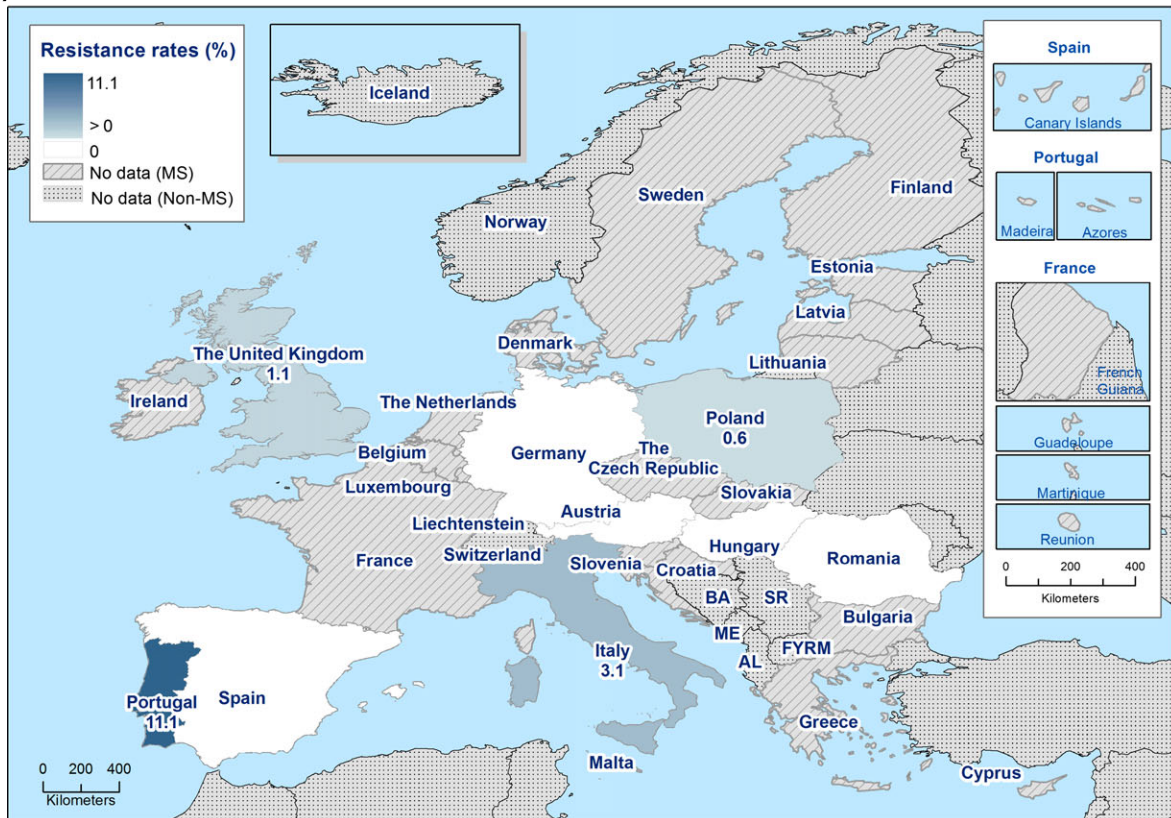 Resistance rates (%)
11.1
> 0
0
No data (MS)
No data (Non-MS)
Iceland
Norway
Sweden
Finland
Estonia
Latvia
Lithuania
Denmark
The United Kingdom
1.1
Ireland
The Netherlands
Belgium
Luxembourg
Germany
Poland
0.6
The
Czech Republic
Slovakia
Austria
Liechtenstein
Switzerland
France
Hungary
Romania
Slovenia
Croatia
BA
SR
ME
AL
FYRM
Bulgaria
Italy
3.1
Portugal
11.1
Spain
Greece
Malta
Cyprus
0 200 400
Kilometers
Spain
Canary Islands
Portugal
Madeira
Azores
France
French
Guiana
Guadeloupe
Martinique
Reunion
0 200 400
Kilometers